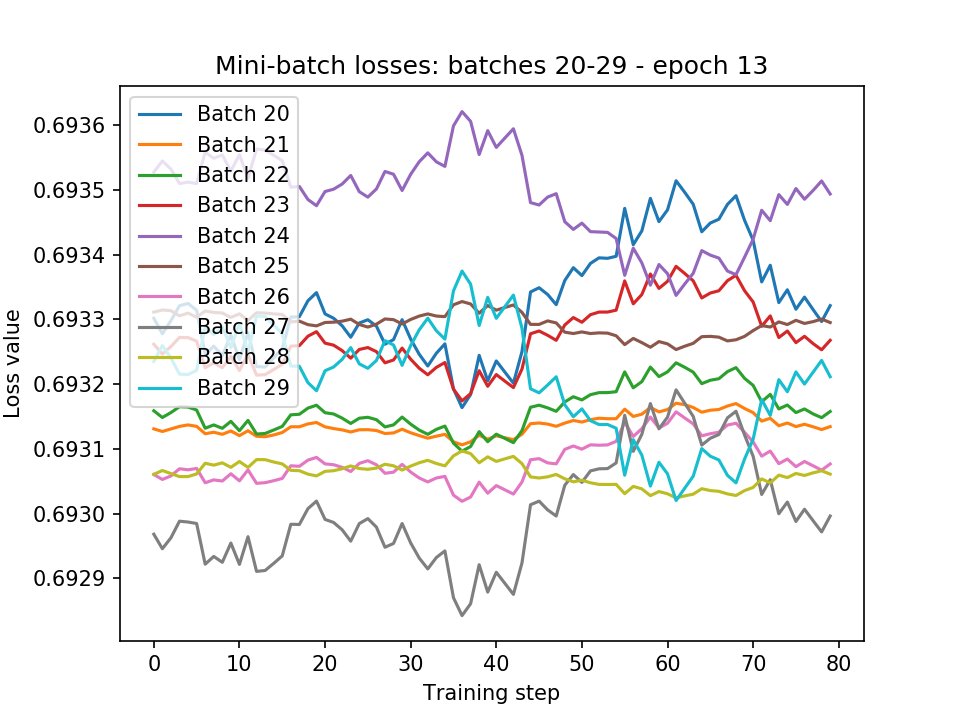 Mini-batch losses: batches 20-29 - epoch 13
Loss value
0.6936
0.6935
0.6934
0.6933
0.6932
0.6931
0.6930
0.6929
Batch 20
Batch 21
Batch 22
Batch 23
Batch 24
Batch 25
Batch 26
Batch 27
Batch 28
Batch 29
0 10 20 30 40 50 60 70 80
Training step